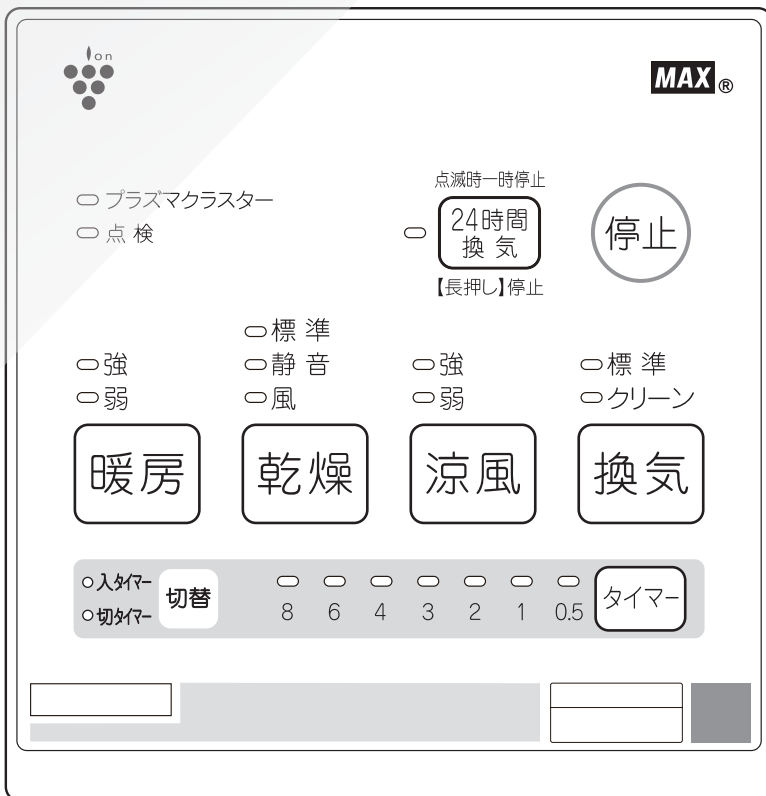 Ion
MAX®
プラズマクラスター
点検
点滅時一時停止
24時間
換気
【長押し】停止
停止
強
弱
標準
静音
風
強
弱
標準
クリーン
暖房
乾燥
涼風
換気
入タイマー
切タイマー
切替
8 6 4 3 2 1 0.5
タイマー